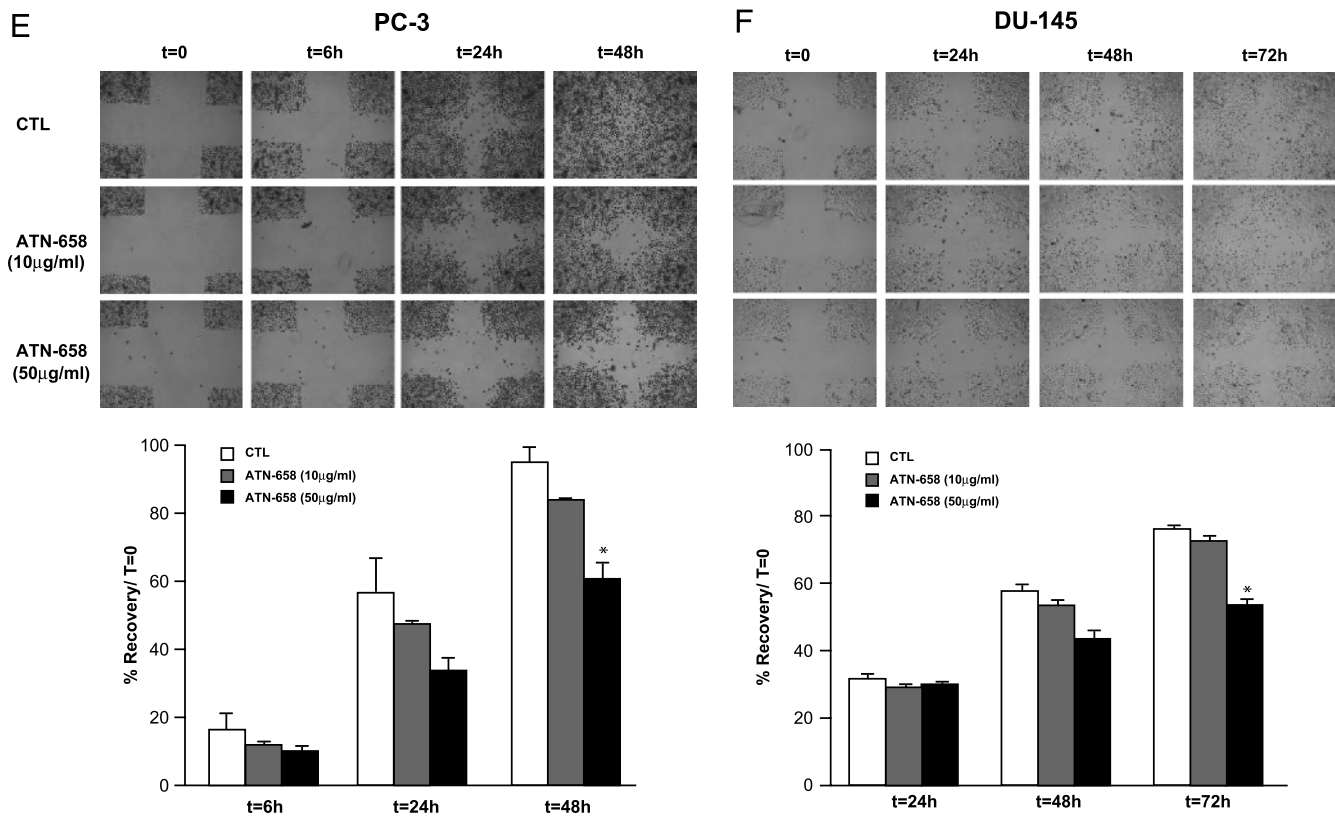 E
PC-3
t=0
t=6h
t=24h
t=48h
CTL
ATN-658
(10μg/ml)
ATN-658
(50μg/ml)
100
80
60
40
20
0
% Recovery/ T=0
CTL
ATN-658 (10μg/ml)
ATN-658 (50μg/ml)
*
t=6h
t=24h
t=48h
F
DU-145
t=0
t=24h
t=48h
t=72h
100
80
60
40
20
0
% Recovery/ T=0
CTL
ATN-658 (10μg/ml)
ATN-658 (50μg/ml)
*
t=24h
t=48h
t=72h